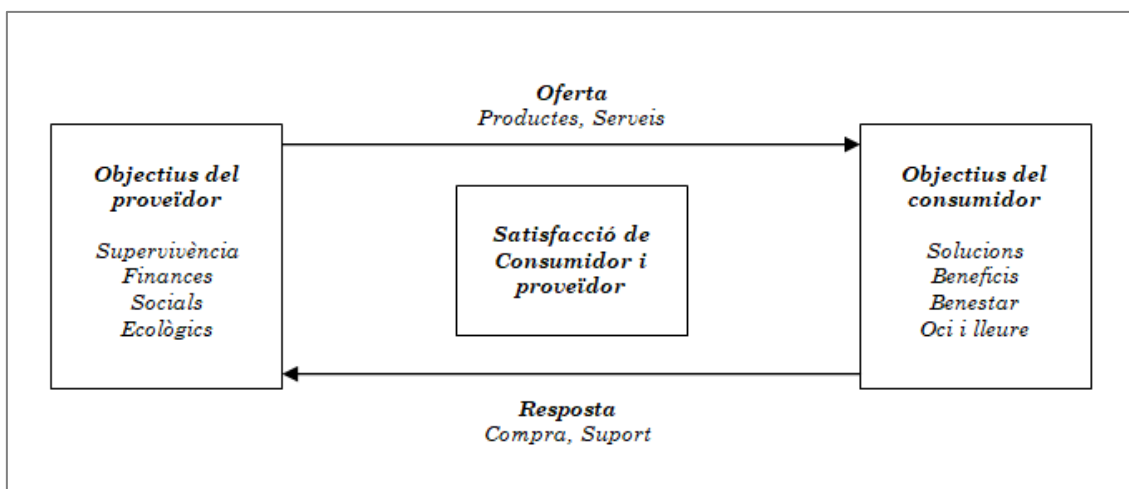 Oferta
Productes, Serveis
Objectius del
proveïdor
Supervivència
Finances
Socials
Ecològics
Satisfacció de
Consumidor i
proveïdor
Objectius del
consumidor
Solucions
Beneficis
Benestar
Oci i lleure
Resposta
Compra, Suport